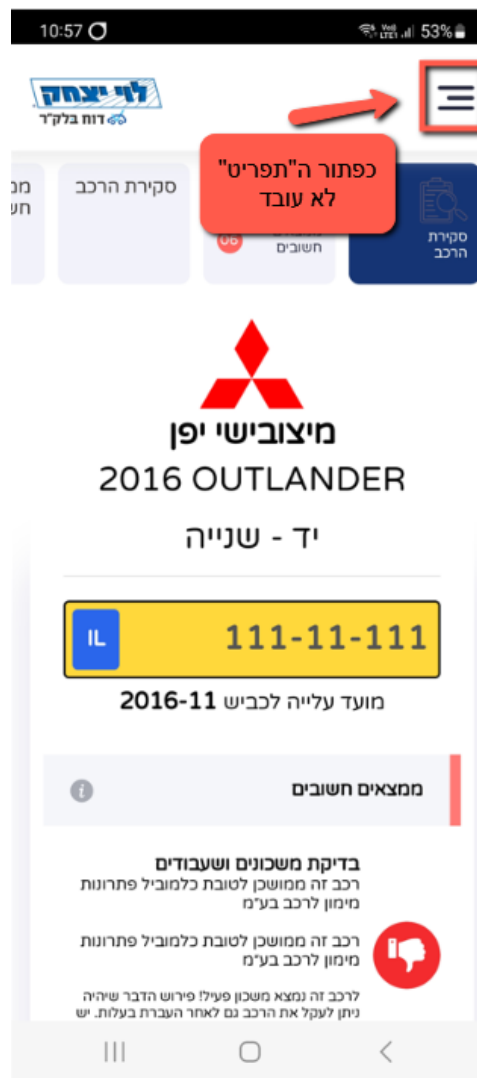 10:57
53%
לוי יצחק
דוח בלק״ר
כפתור ה"תפריט"
לא עובד
סקירת
הרכב
חשובים
06
סקירת הרכב
מיצובישי יפן
2016 OUTLANDER
יד - שנייה
IL
111-11-111
מועד עלייה לכביש 2016-11
ממצאים חשובים
בדיקת משכונים ושעבודים
רכב זה ממושכן לטובת כלמוביל פתרונות
מימון לרכב בע״מ
רכב זה ממושכן לטובת כלמוביל פתרונות
מימון לרכב בע״מ
לרכב זה נמצא משכון פעיל! פירוש הדבר שיהיה
ניתן לעקל את הרכב גם לאחר העברת בעלות. יש